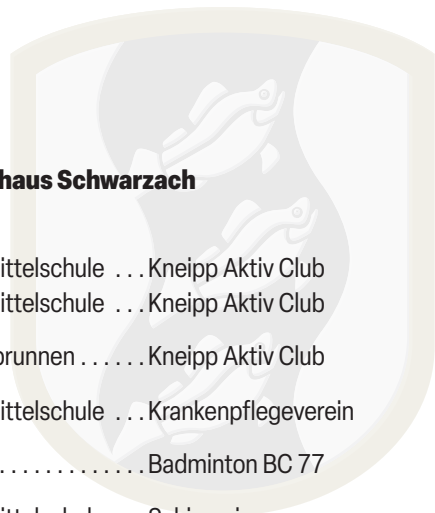 haus Schwarzach
ittelschule . . . Kneipp Aktiv Club
ittelschule . . . Kneipp Aktiv Club
brunnen . . . . . . Kneipp Aktiv Club
ittelschule . . . Krankenpflegeverein
. . . . . . . . . . . . . Badminton BC 77